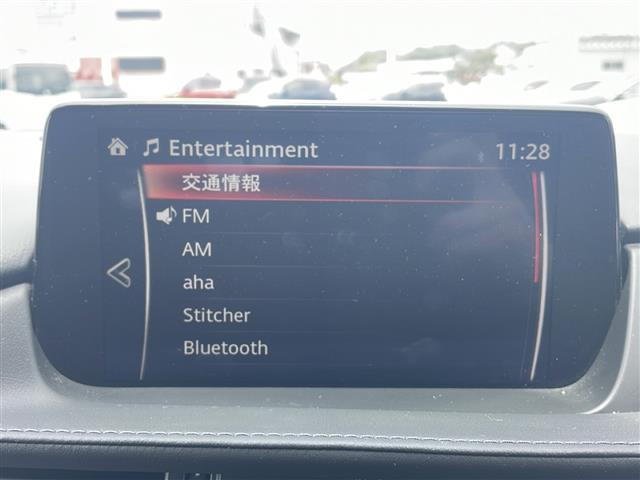 Entertainment 11:28
交通情報
FM
AM
aha
Stitcher
Bluetooth